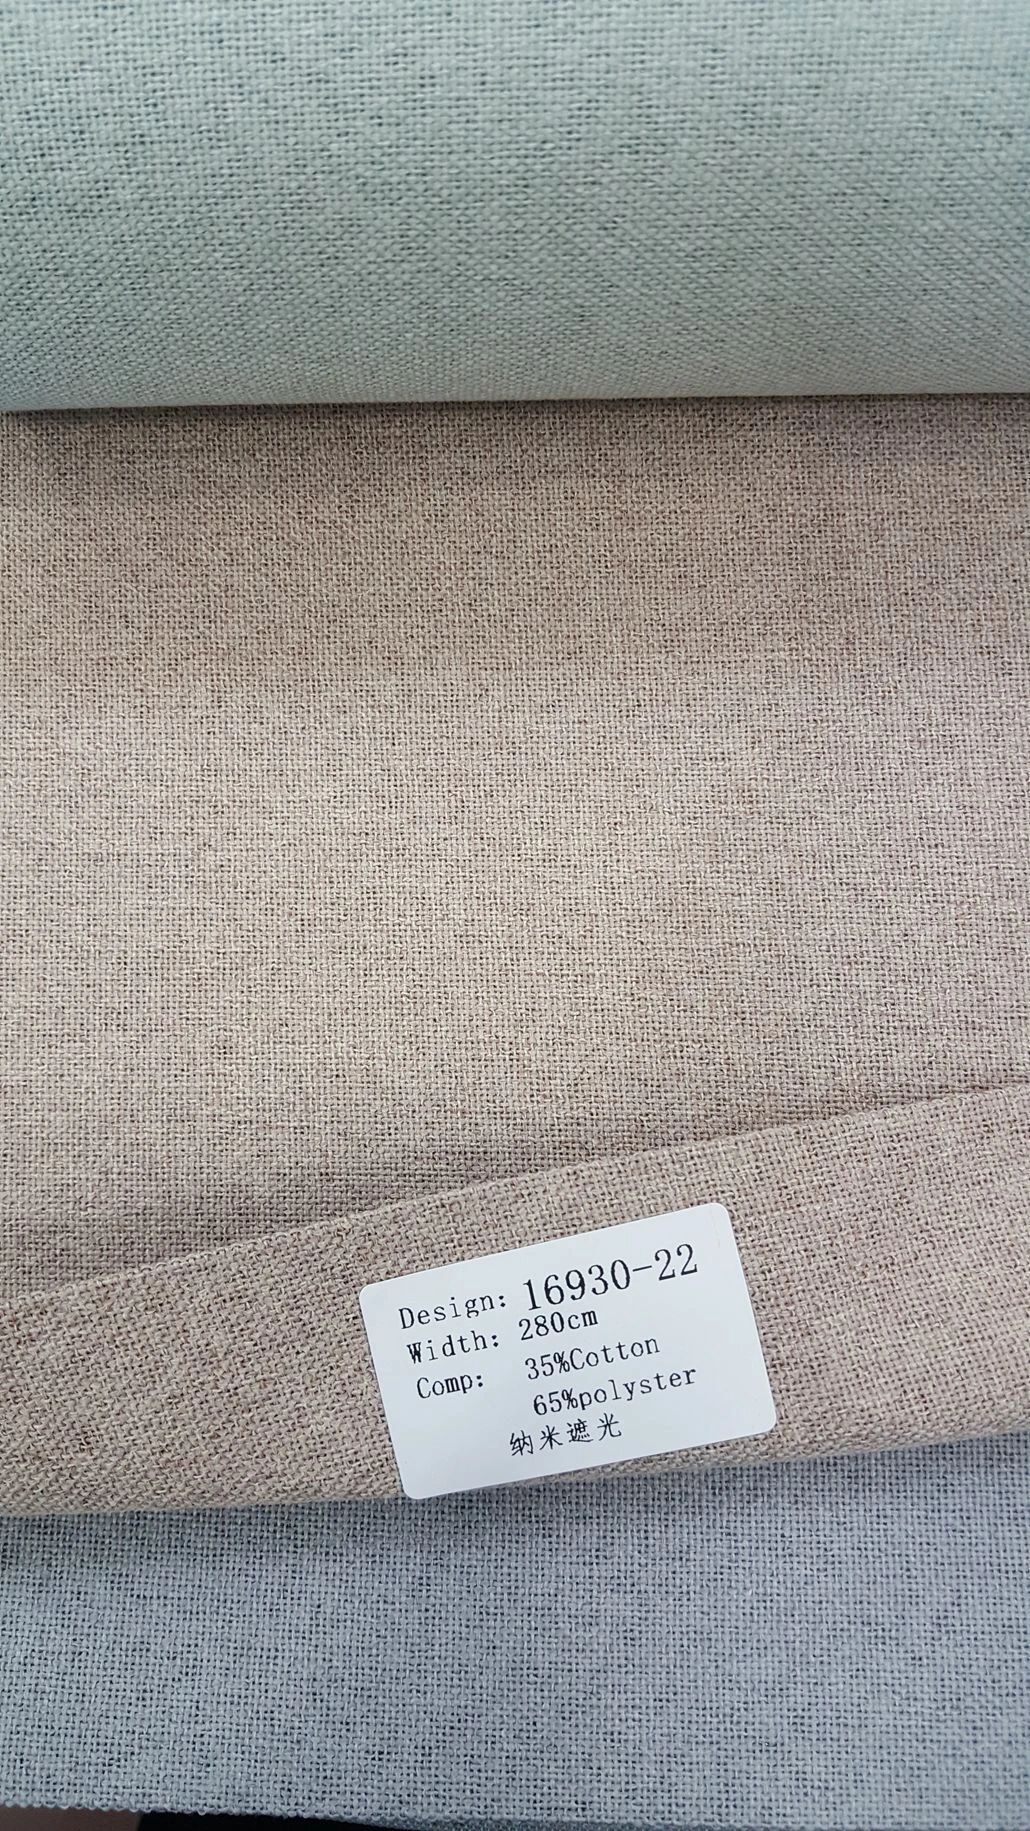 Design: 16930-22
Width: 280cm
Comp: 35%Cotton
65%polyster
纳米遮光